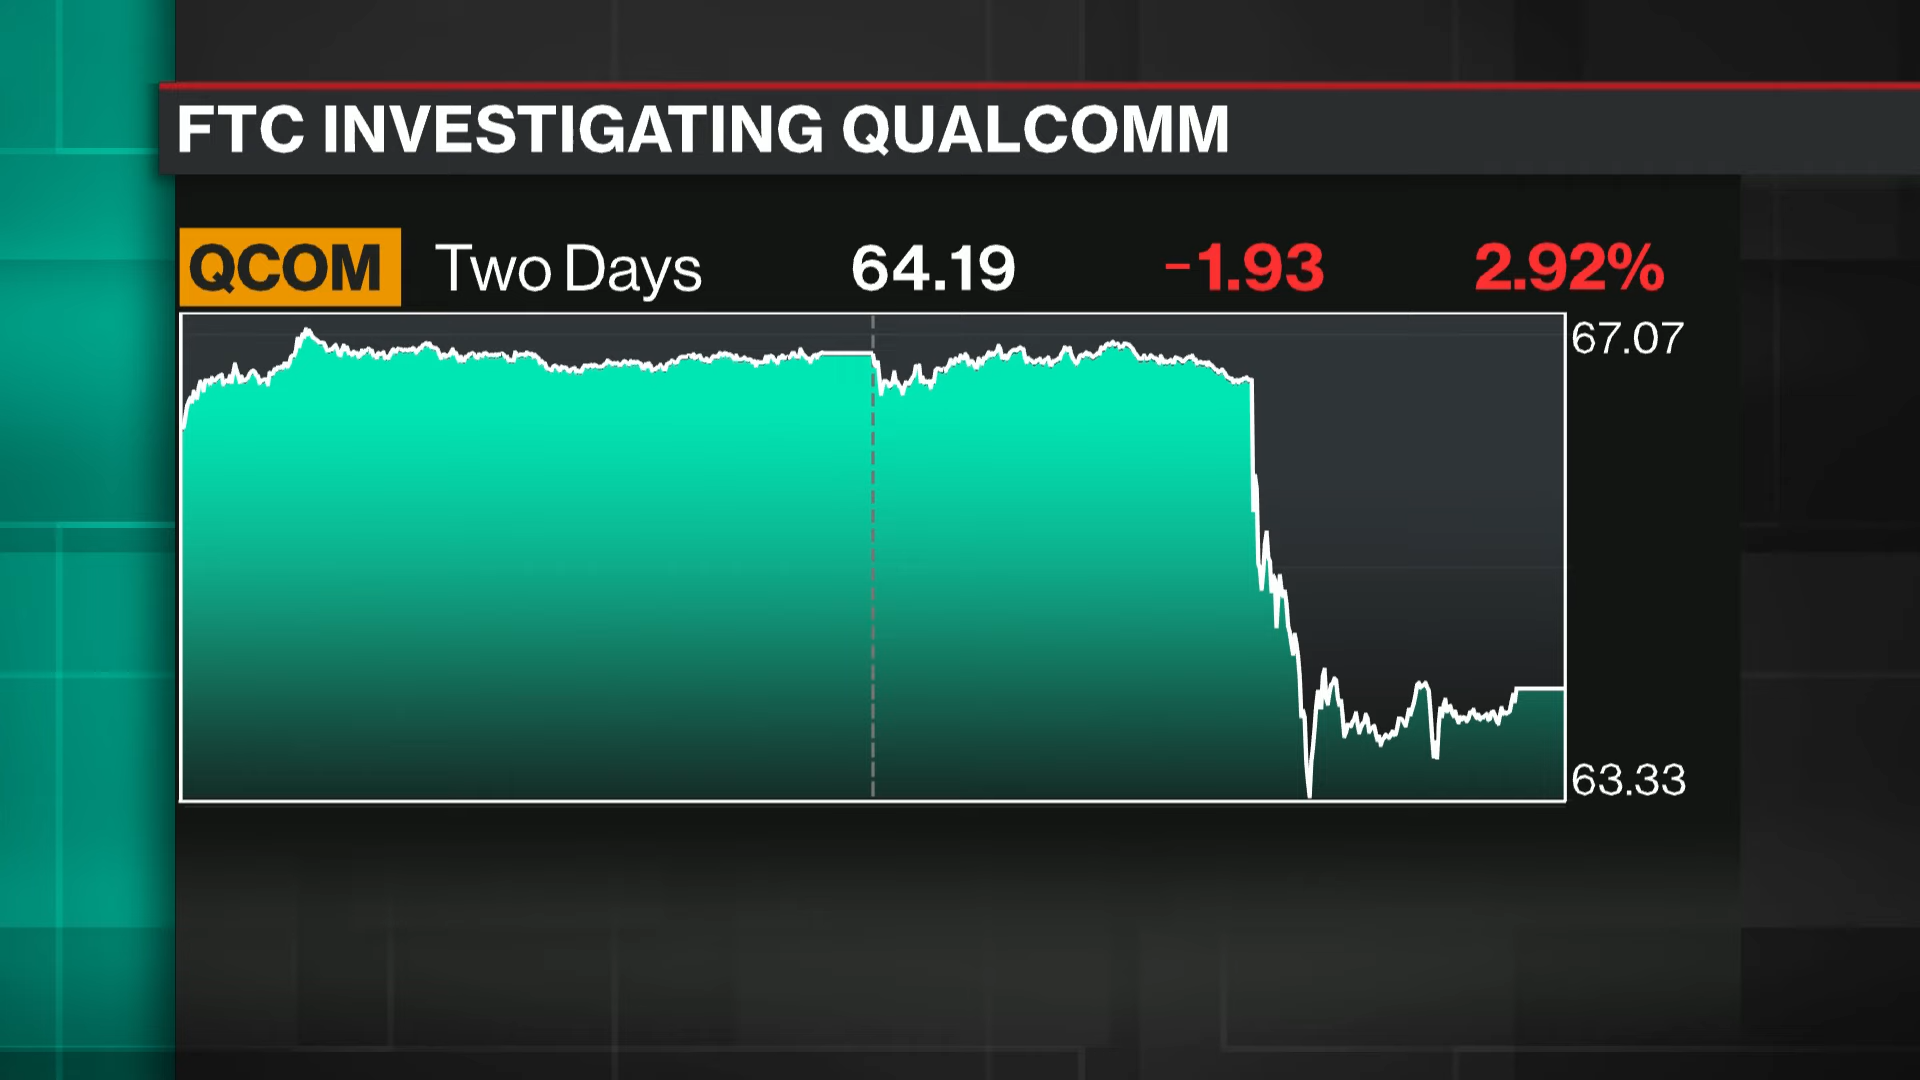 FTC INVESTIGATING QUALCOMM
QCOM Two Days 64.19 -1.93 2.92%
67.07
63.33